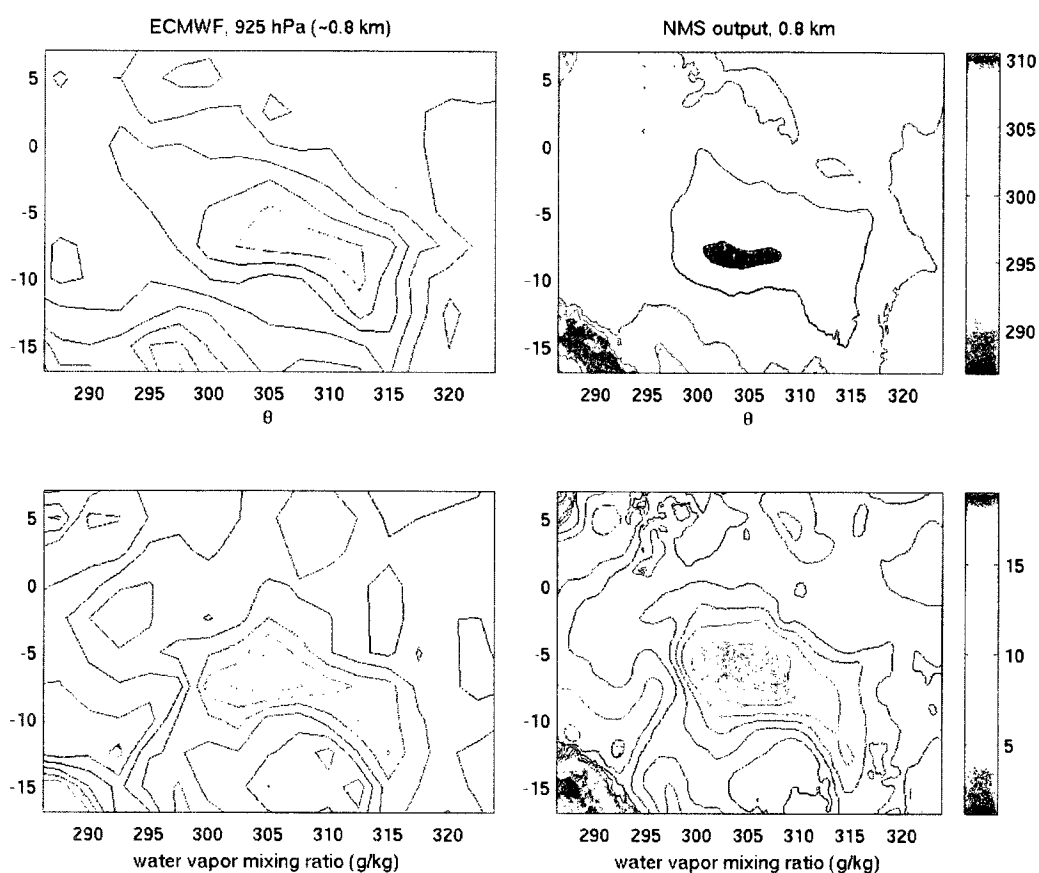 ECMWF, 925 hPa (~0.8 km)
NMS output, 0.8 km
5
0
-5
-10
-15
290 295 300 305 310 315 320
θ
5
0
-5
-10
-15
290 295 300 305 310 315 320
θ
310
305
300
295
290
5
0
-5
-10
-15
290 295 300 305 310 315 320
water vapor mixing ratio (g/kg)
5
0
-5
-10
-15
290 295 300 305 310 315 320
water vapor mixing ratio (g/kg)
15
10
5